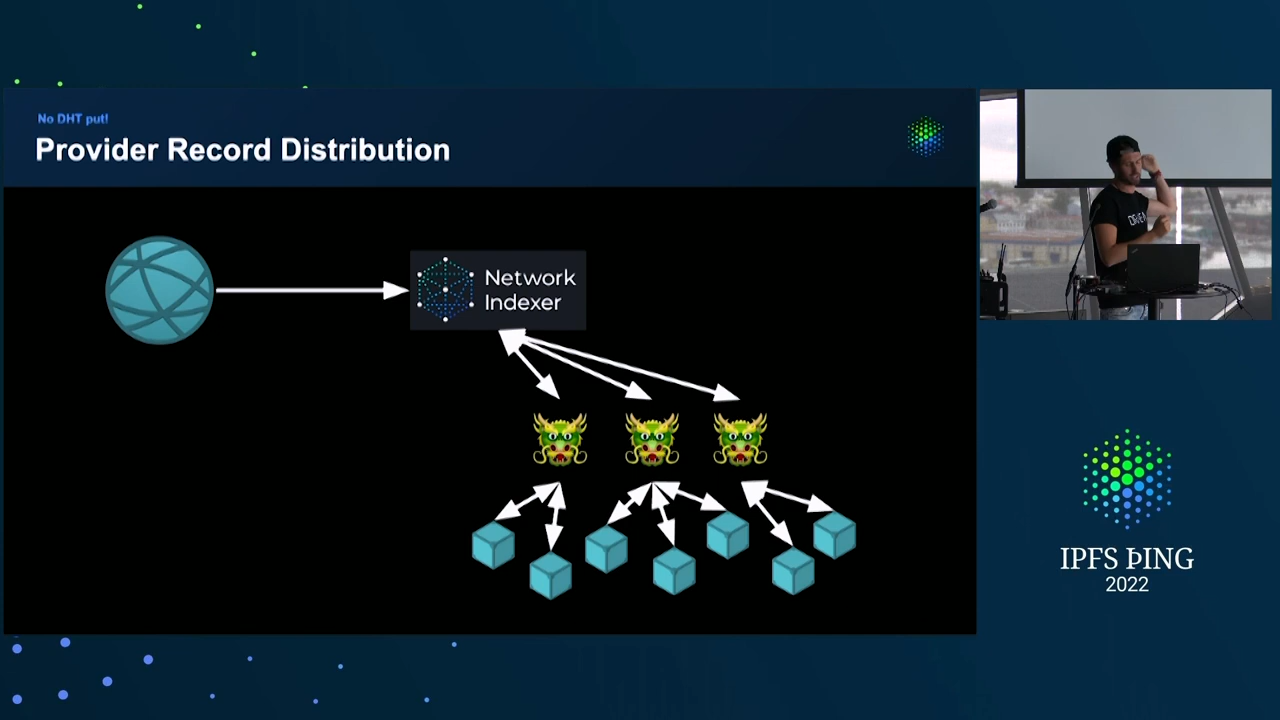 No DHT put!
Provider Record Distribution
Network
Indexer
IPFS ÞING
2022